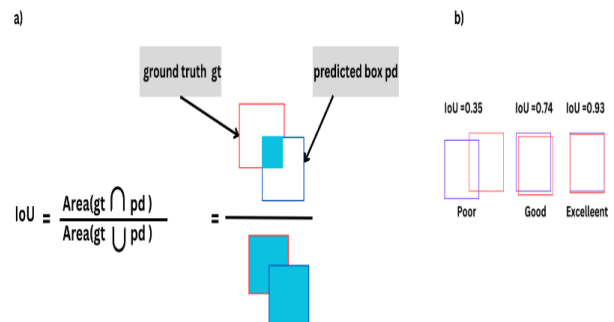 a)
ground truth gt
predicted box pd
IoU = Area(gt ⋂ pd)
Area(gt ⋃ pd)
=
b)
IoU =0.35
IoU =0.74
IoU =0.93
Poor
Good
Excelleent